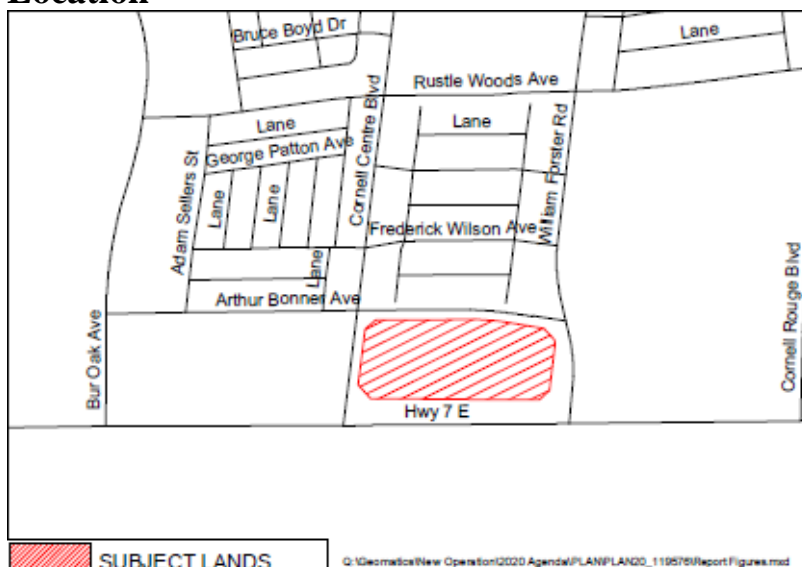 Location
Bruce Boyd Dr
Lane
Rustle Woods Ave
Lane
Lane
George Patton Ave
Cornell Centre Blvd
William Forster Rd
Adam Sellers St
Lane
Lane
Frederick Wilson Ave
Lane
Arthur Bonner Ave
Bur Oak Ave
Cornell Rouge Blvd
Hwy 7 E
SUBJECT LANDS
Q:\Geomatics\New Operation\2020 Agenda\PLAN\PLAN20_119576\Report Figures.mxd